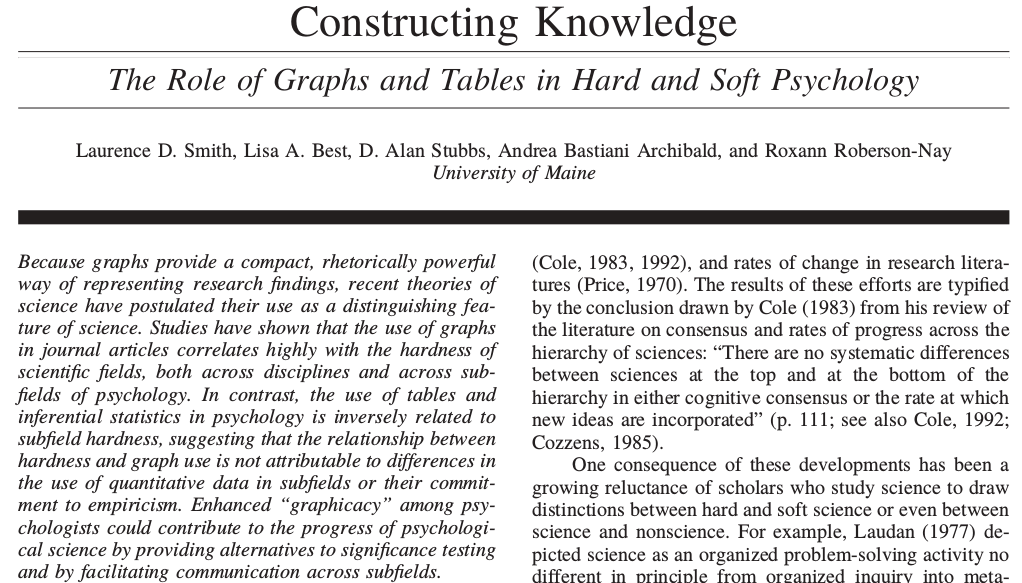 Constructing Knowledge
The Role of Graphs and Tables in Hard and Soft Psychology
Laurence D. Smith, Lisa A. Best, D. Alan Stubbs, Andrea Bastiani Archibald, and Roxann Roberson-Nay
University of Maine
Because graphs provide a compact, rhetorically powerful
way of representing research findings, recent theories of
science have postulated their use as a distinguishing fea-
ture of science. Studies have shown that the use of graphs
in journal articles correlates highly with the hardness of
scientific fields, both across disciplines and across sub-
fields of psychology. In contrast, the use of tables and
inferential statistics in psychology is inversely related to
subfield hardness, suggesting that the relationship between
hardness and graph use is not attributable to differences in
the use of quantitative data in subfields or their commit-
ment to empiricism. Enhanced “graphicacy” among psy-
chologists could contribute to the progress of psychologi-
cal science by providing alternatives to significance testing
and by facilitating communication across subfields.
(Cole, 1983, 1992), and rates of change in research litera-
tures (Price, 1970). The results of these efforts are typified
by the conclusion drawn by Cole (1983) from his review of
the literature on consensus and rates of progress across the
hierarchy of sciences: “There are no systematic differences
between sciences at the top and at the bottom of the
hierarchy in either cognitive consensus or the rate at which
new ideas are incorporated” (p. 111; see also Cole, 1992;
Cozzens, 1985).
One consequence of these developments has been a
growing reluctance of scholars who study science to draw
distinctions between hard and soft science or even between
science and nonscience. For example, Laudan (1977) de-
picted science as an organized problem-solving activity no
different in principle from organized inquiry into meta-